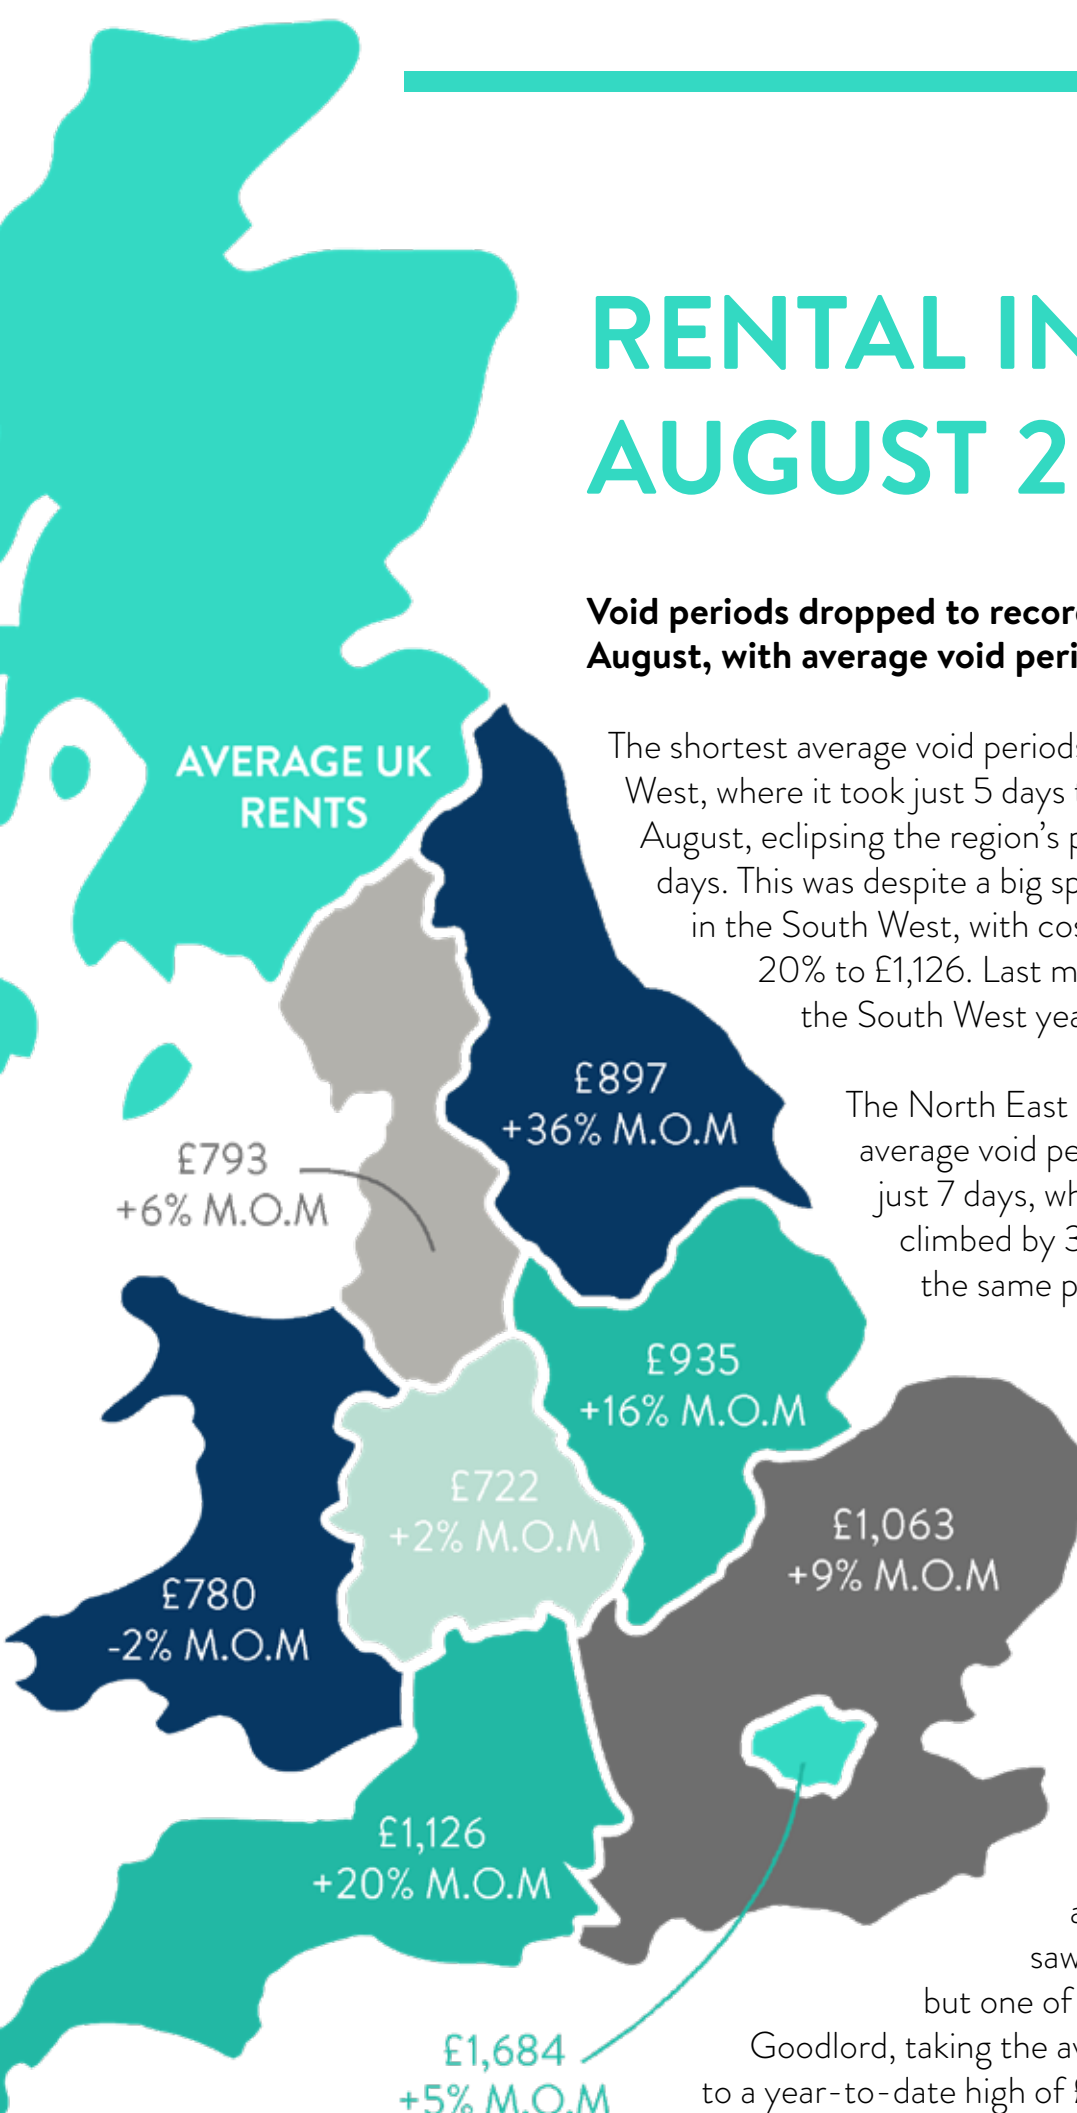 RENTAL IN
AUGUST 2
Void periods dropped to recor
August, with average void peri
The shortest average void period
West, where it took just 5 days
August, eclipsing the region's
days. This was despite a big sp
in the South West, with cos
20% to £1,126. Last m
the South West yea
The North East
average void pe
just 7 days, wh
climbed by 3
the same p
AVERAGE UK
RENTS
£897
+36% M.O.M
£793
+6% M.O.M
£935
+16% M.O.M
£722
+2% M.O.M
£1,063
+9% M.O.M
£780
-2% M.O.M
£1,126
+20% M.O.M
£1,684
+5% M.O.M
a
saw
but one of
Goodlord, taking the av
to a year-to-date high of £